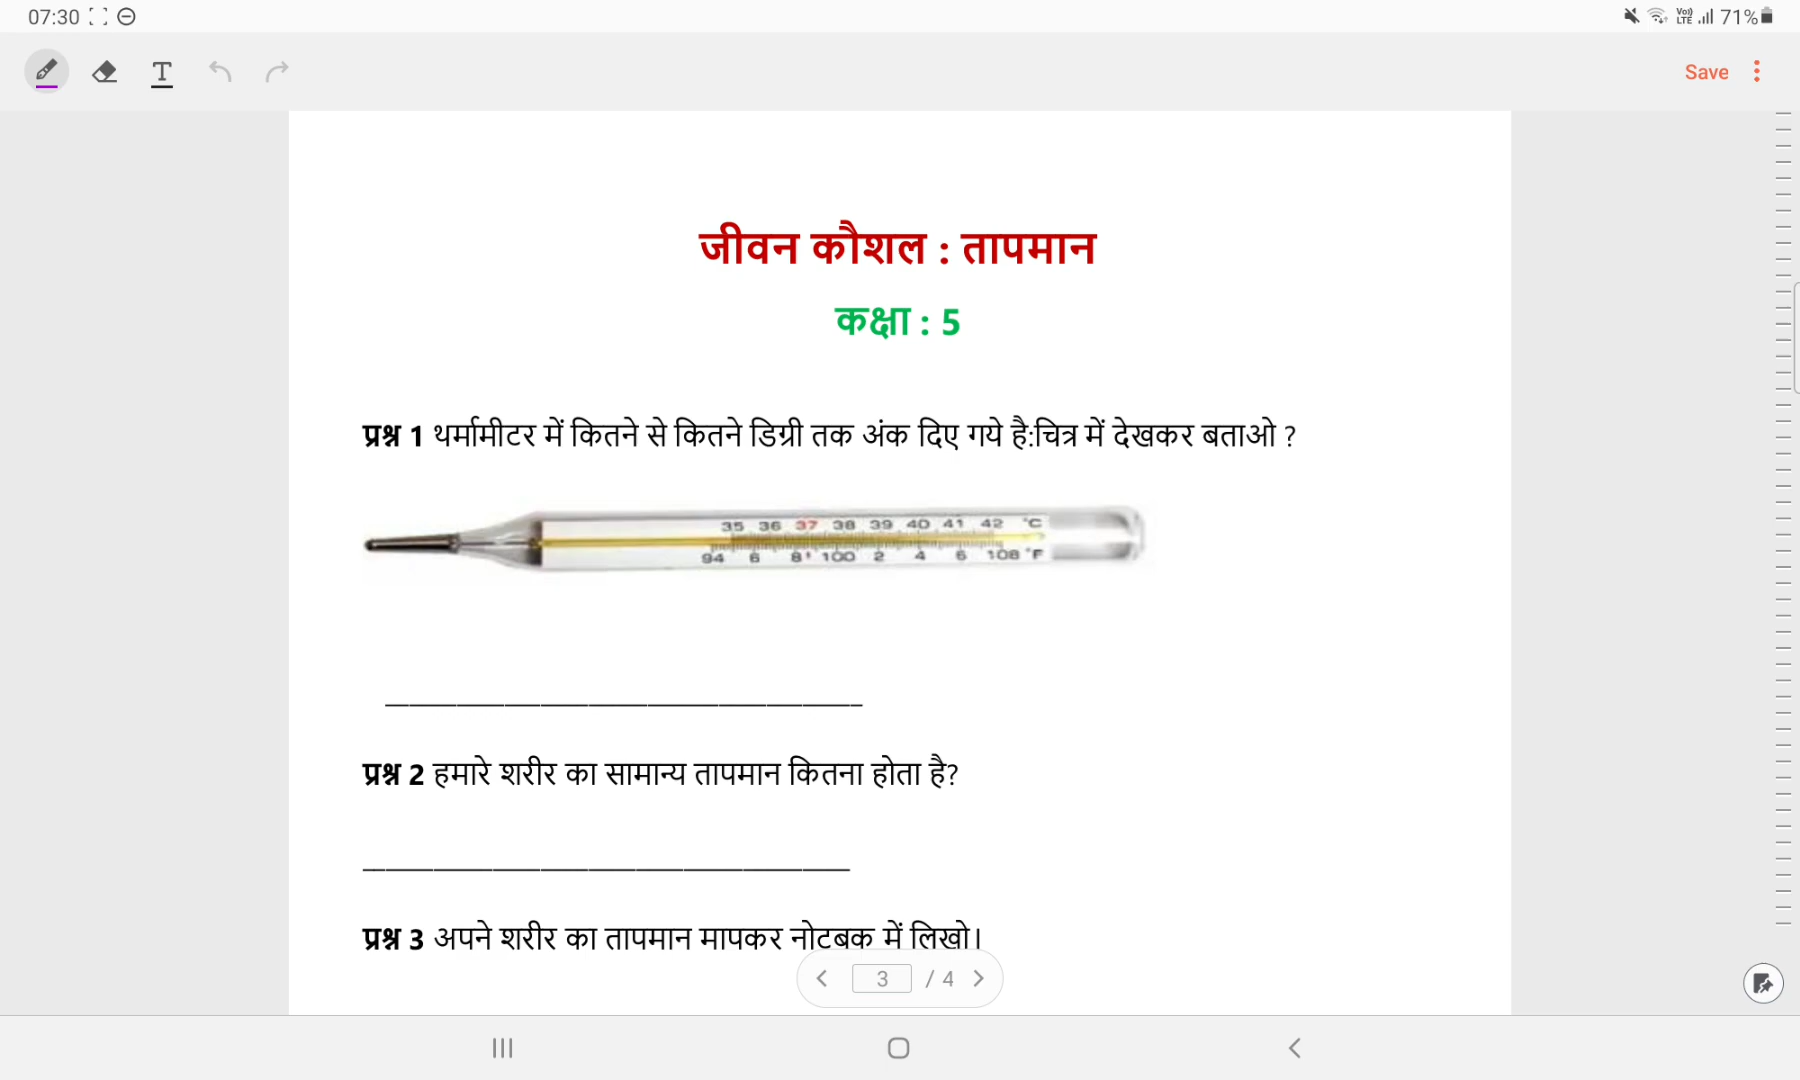 07:30
Vo)) LTE 71%
T Save
जीवन कौशल : तापमान
कक्षा : 5
प्रश्न 1 थर्मामीटर में कितने से कितने डिग्री तक अंक दिए गये है:चित्र में देखकर बताओ ?
35 36 37 38 39 40 41 42 °C
94 6 8 100 2 4 6 108 °F
प्रश्न 2 हमारे शरीर का सामान्य तापमान कितना होता है?
प्रश्न 3 अपने शरीर का तापमान मापकर नोटबक में लिखो।
3 / 4